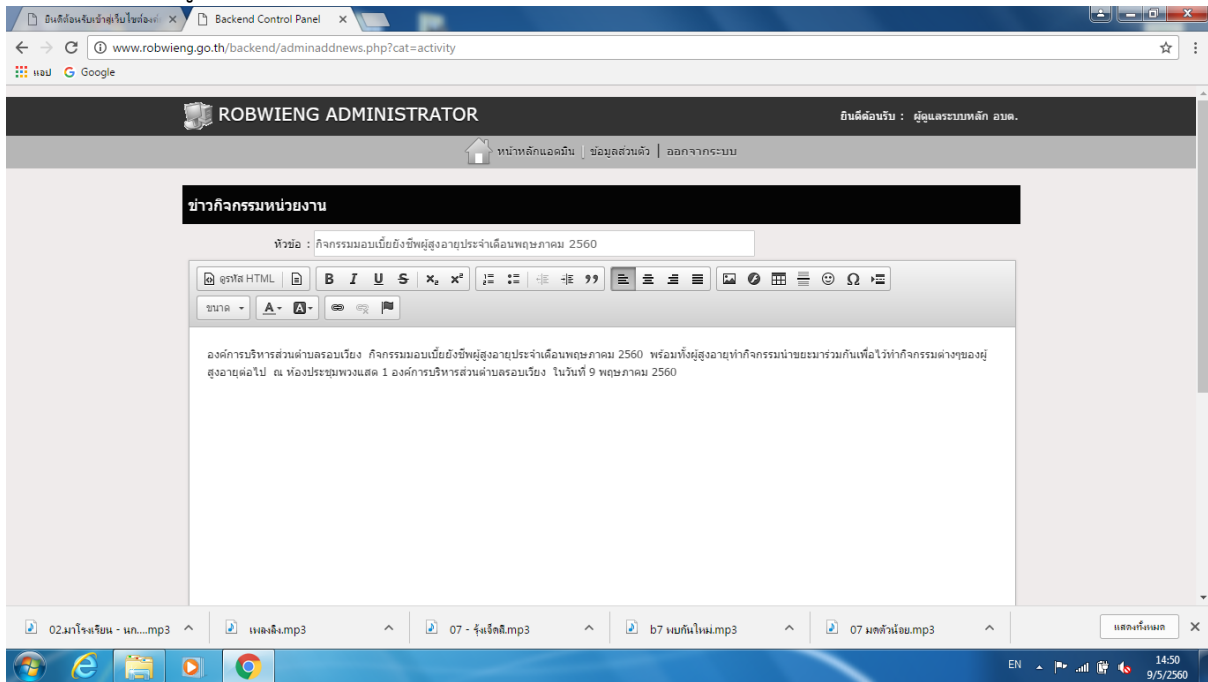 ยินดีต้อนรับเข้าสู่เว็บไซต์องค์
Backend Control Panel
www.robwieng.go.th/backend/adminaddnews.php?cat=activity
แอป Google
ROBWIENG ADMINISTRATOR ยินดีต้อนรับ : ผู้ดูแลระบบหลัก อบต.
หน้าหลักแอดมิน | ข้อมูลส่วนตัว | ออกจากระบบ
ข่าวกิจกรรมหน่วยงาน
หัวข้อ : กิจกรรมมอบเบี้ยยังชีพผู้สูงอายุประจำเดือนพฤษภาคม 2560
ดูรหัส HTML B I U S x₂ x² Ω
ขนาด A A
องค์การบริหารส่วนตำบลรอบเวียง กิจกรรมมอบเบี้ยยังชีพผู้สูงอายุประจำเดือนพฤษภาคม 2560 พร้อมทั้งผู้สูงอายุทำกิจกรรมนำขยะมาร่วมกันเพื่อไว้ทำกิจกรรมต่างๆของผู้
สูงอายุต่อไป ณ ห้องประชุมพวงแสด 1 องค์การบริหารส่วนตำบลรอบเวียง ในวันที่ 9 พฤษภาคม 2560
02.มาโรงเรียน - นก....mp3 เพลงลิง.mp3 07 - รุ้งเจ็ดสี.mp3 b7 พบกันใหม่.mp3 07 มดตัวน้อย.mp3 แสดงทั้งหมด
EN 14:50
9/5/2560